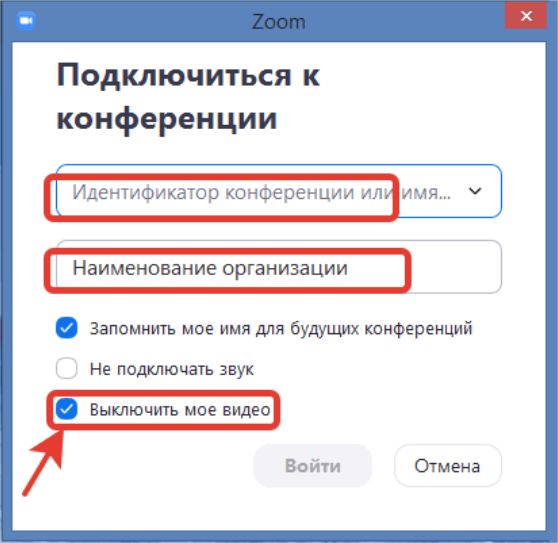 Zoom
Подключиться к
конференции
Идентификатор конференции или имя...
Наименование организации
Запомнить мое имя для будущих конференций
Не подключать звук
Выключить мое видео
Войти
Отмена